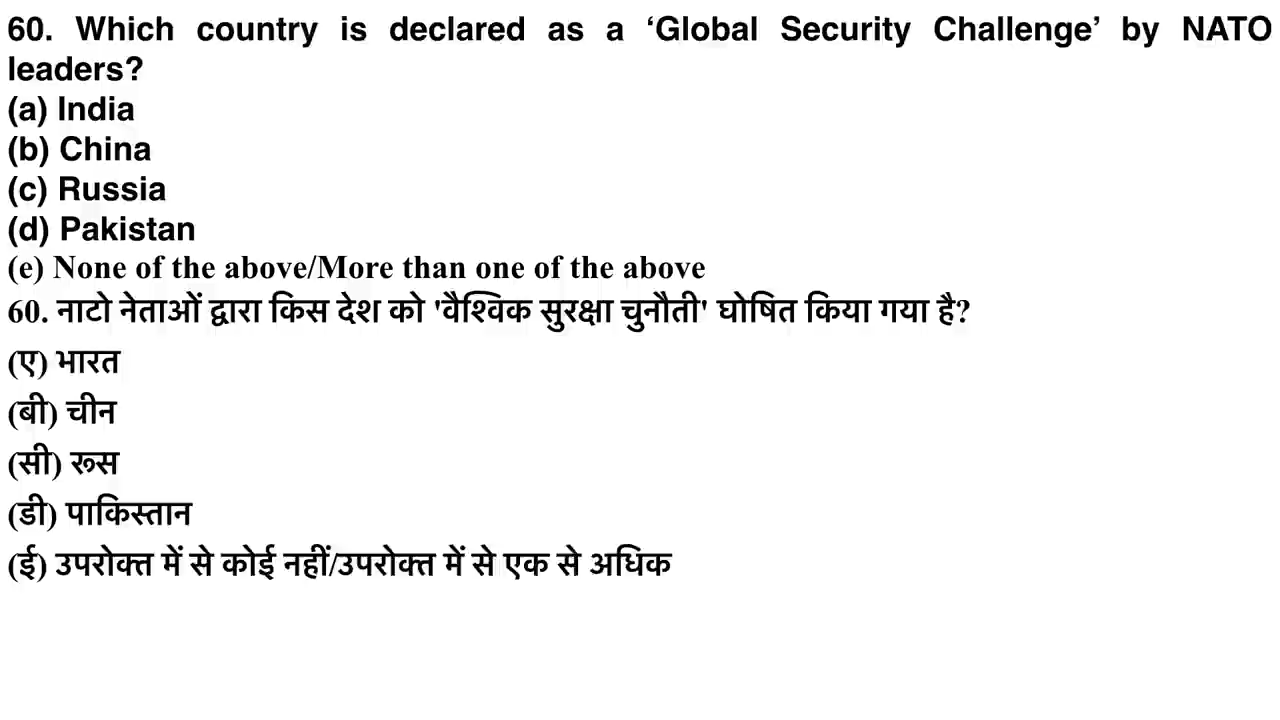 60. Which country is declared as a ‘Global Security Challenge’ by NATO
leaders?
(a) India
(b) China
(c) Russia
(d) Pakistan
(e) None of the above/More than one of the above
60. नाटो नेताओं द्वारा किस देश को 'वैश्विक सुरक्षा चुनौती' घोषित किया गया है?
(ए) भारत
(बी) चीन
(सी) रूस
(डी) पाकिस्तान
(ई) उपरोक्त में से कोई नहीं/उपरोक्त में से एक से अधिक